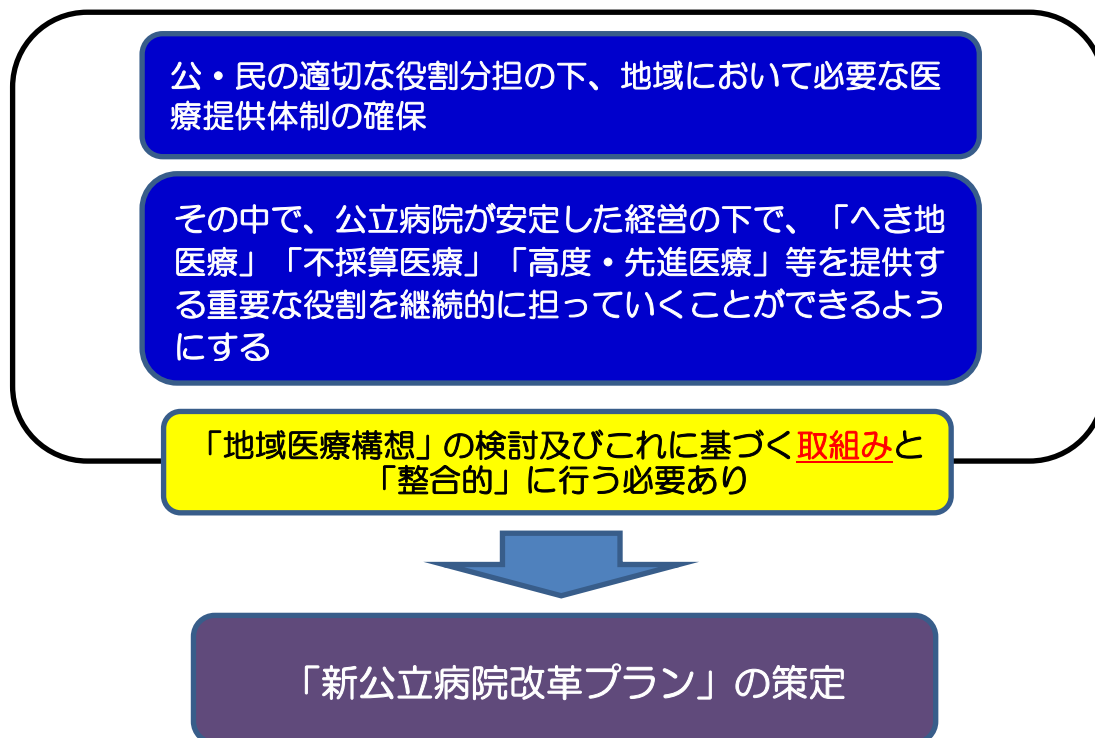 公・民の適切な役割分担の下、地域において必要な医
療提供体制の確保
その中で、公立病院が安定した経営の下で、「へき地
医療」「不採算医療」「高度・先進医療」等を提供す
る重要な役割を継続的に担っていくことができるよう
にする
「地域医療構想」の検討及びこれに基づく取組みと
「整合的」に行う必要あり
「新公立病院改革プラン」の策定